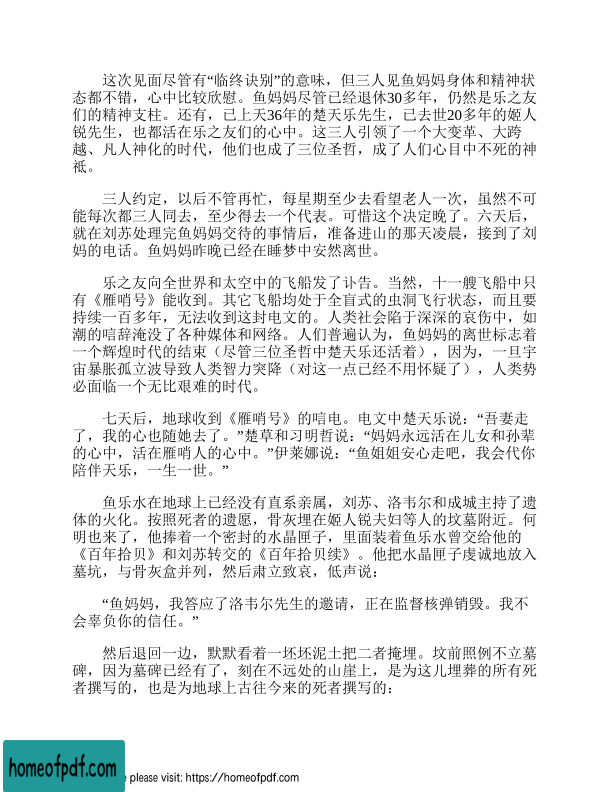 这次见面尽管有“临终诀别”的意味，但三人见鱼妈妈身体和精神状
态都不错，心中比较欣慰。鱼妈妈尽管已经退休30多年，仍然是乐之友
们的精神支柱。还有，已上天36年的楚天乐先生，已去世20多年的姬人
锐先生，也都活在乐之友们的心中。这三人引领了一个大变革、大跨
越、凡人神化的时代，他们也成了三位圣哲，成了人们心目中不死的神
祗。
三人约定，以后不管再忙，每星期至少去看望老人一次，虽然不可
能每次都三人同去，至少得去一个代表。可惜这个决定晚了。六天后，
就在刘苏处理完鱼妈妈交待的事情后，准备进山的那天凌晨，接到了刘
妈的电话。鱼妈妈昨晚已经在睡梦中安然离世。
乐之友向全世界和太空中的飞船发了讣告。当然，十一艘飞船中只
有《雁哨号》能收到。其它飞船均处于全盲式的虫洞飞行状态，而且要
持续一百多年，无法收到这封电文的。人类社会陷于深深的哀伤中，如
潮的唁辞淹没了各种媒体和网络。人们普遍认为，鱼妈妈的离世标志着
一个辉煌时代的结束（尽管三位圣哲中楚天乐还活着），因为，一旦宇
宙暴胀孤立波导致人类智力突降（对这一点已经不用怀疑了），人类势
必面临一个无比艰难的时代。
七天后，地球收到《雁哨号》的唁电。电文中楚天乐说：“吾妻走
了，我的心也随她去了。”楚草和习明哲说：“妈妈永远活在儿女和孙辈
的心中，活在雁哨人的心中。”伊莱娜说：“鱼姐姐安心走吧，我会代你
陪伴天乐，一生一世。”
鱼乐水在地球上已经没有直系亲属，刘苏、洛韦尔和成城主持了遗
体的火化。按照死者的遗愿，骨灰埋在姬人锐夫妇等人的坟墓附近。何
明也来了，他捧着一个密封的水晶匣子，里面装着鱼乐水曾交给他的
《百年拾贝》和刘苏转交的《百年拾贝续》。他把水晶匣子虔诚地放入
墓坑，与骨灰盒并列，然后肃立致哀，低声说：
“鱼妈妈，我答应了洛韦尔先生的邀请，正在监督核弹销毁。我不
会辜负你的信任。”
然后退回一边，默默看着一抔抔泥土把二者掩埋。坟前照例不立墓
碑，因为墓碑已经有了，刻在不远处的山崖上，是为这儿埋葬的所有死
者撰写的，也是为地球上古往今来的死者撰写的：
homeofpdf.com
e please visit: https://homeofpdf.com